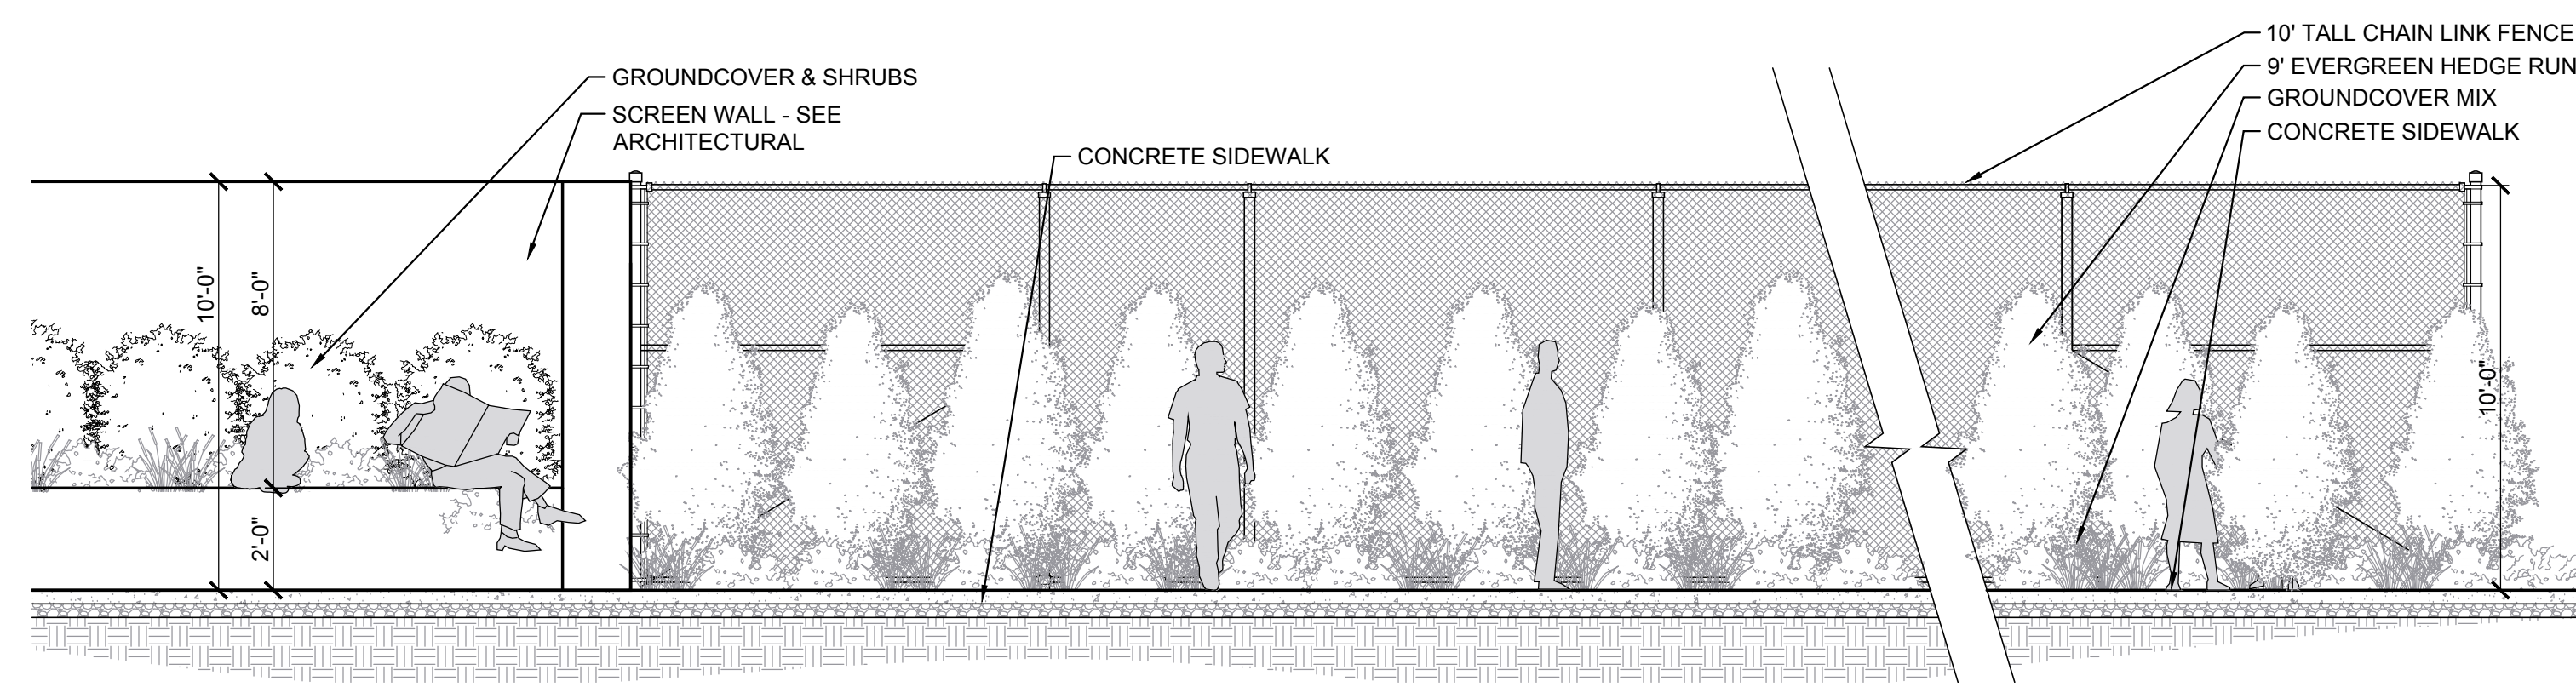 10' TALL CHAIN LINK FENCE
9' EVERGREEN HEDGE RUN
GROUNDCOVER MIX
CONCRETE SIDEWALK
GROUNDCOVER & SHRUBS
SCREEN WALL - SEE
ARCHITECTURAL
CONCRETE SIDEWALK
10'-0"
8'-0"
2'-0"
10'-0"